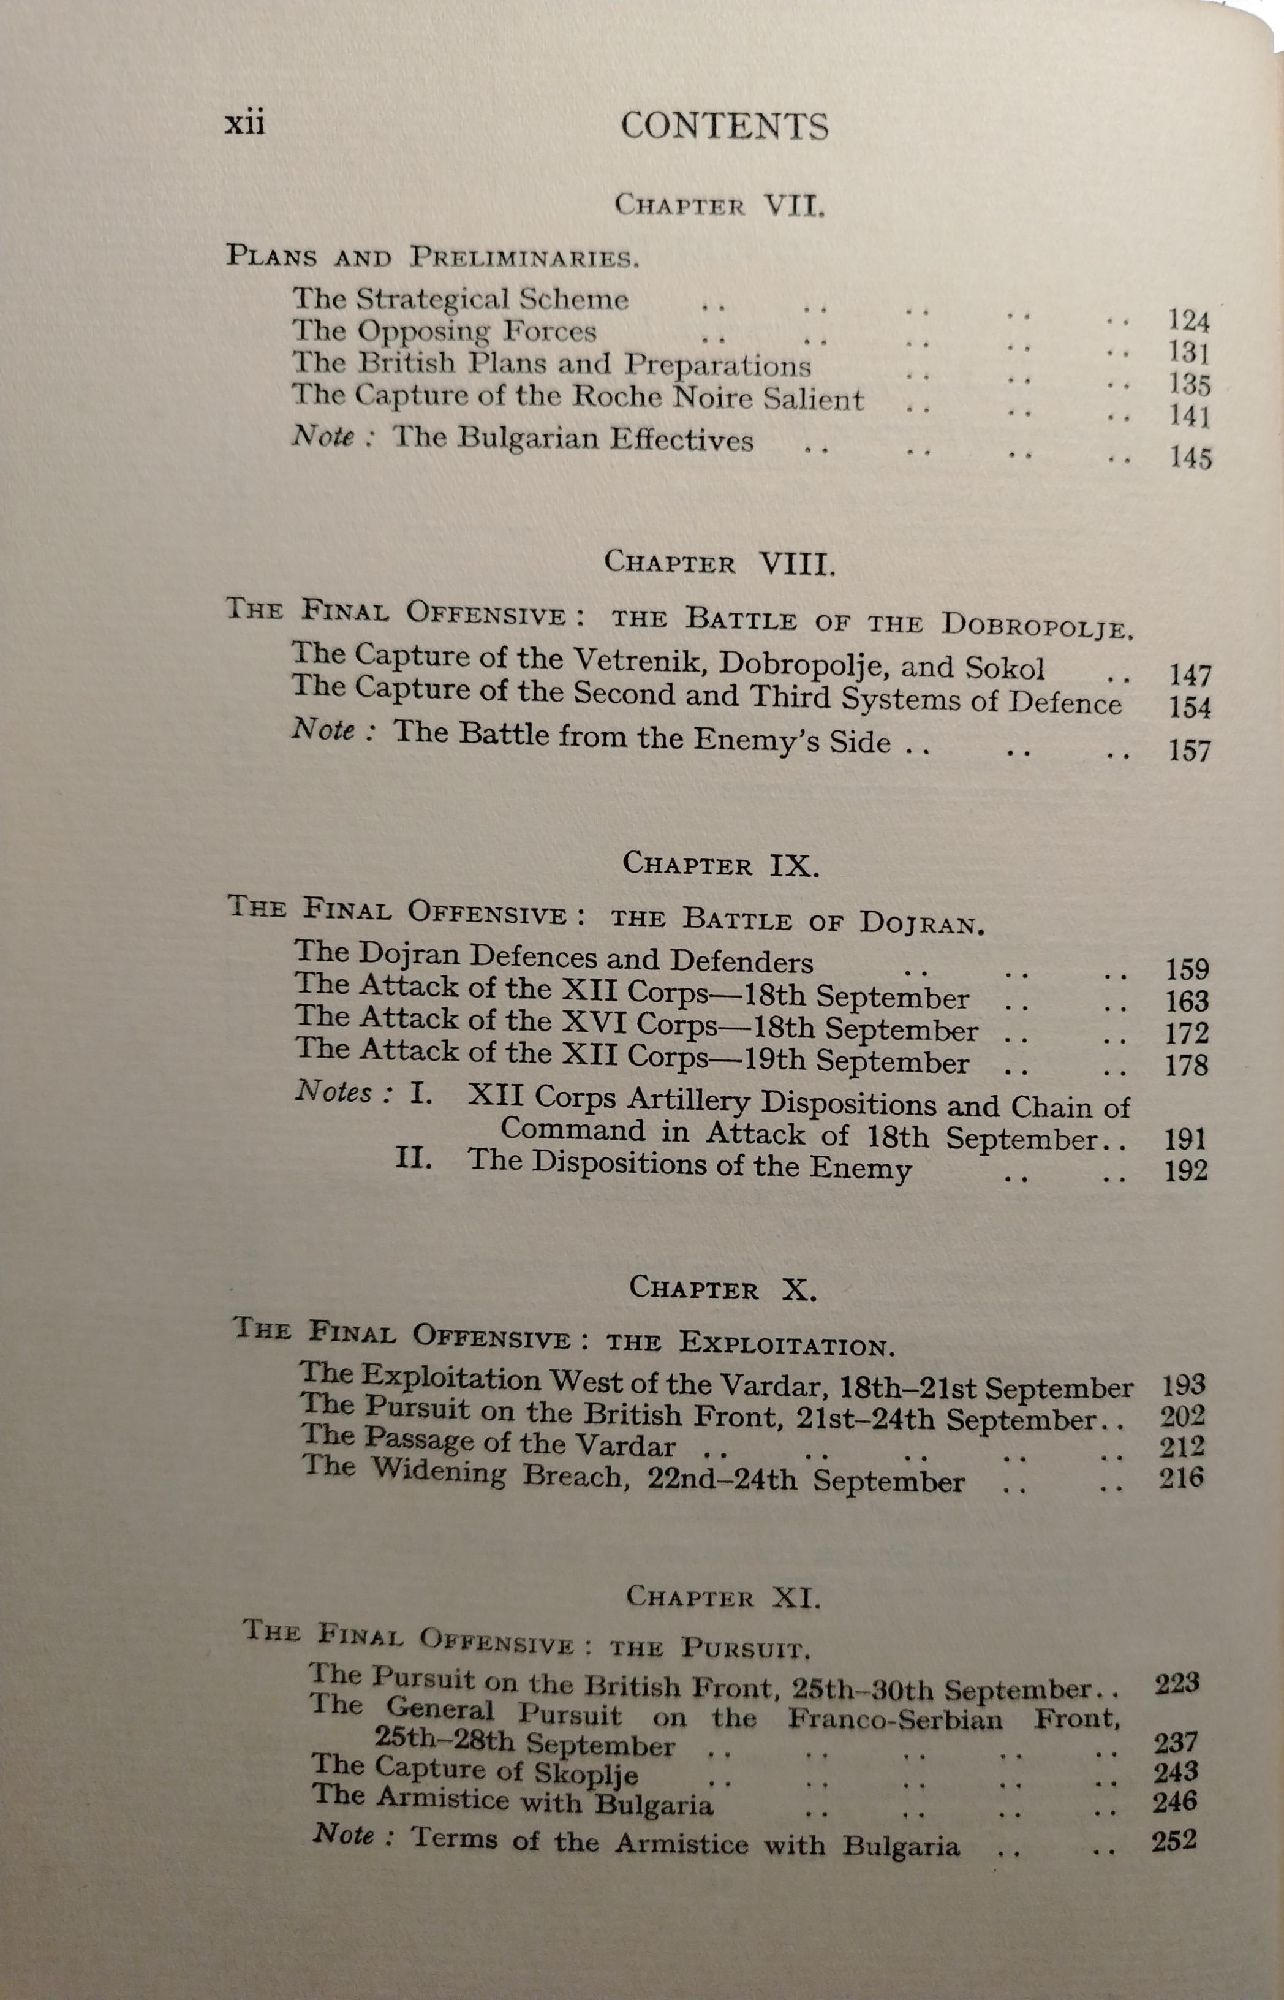 xii CONTENTS
CHAPTER VII.
PLANS AND PRELIMINARIES.
The Strategical Scheme .. .. .. .. .. 124
The Opposing Forces .. .. .. .. .. 131
The British Plans and Preparations .. .. .. 135
The Capture of the Roche Noire Salient .. .. .. 141
Note : The Bulgarian Effectives .. .. .. .. 145
CHAPTER VIII.
THE FINAL OFFENSIVE : THE BATTLE OF THE DOBROPOLJE.
The Capture of the Vetrenik, Dobropolje, and Sokol .. 147
The Capture of the Second and Third Systems of Defence 154
Note : The Battle from the Enemy's Side .. .. .. 157
CHAPTER IX.
THE FINAL OFFENSIVE : THE BATTLE OF DOJRAN.
The Dojran Defences and Defenders .. .. .. 159
The Attack of the XII Corps—18th September .. .. 163
The Attack of the XVI Corps—18th September .. .. 172
The Attack of the XII Corps—19th September .. .. 178
Notes : I. XII Corps Artillery Dispositions and Chain of
Command in Attack of 18th September.. 191
II. The Dispositions of the Enemy .. .. 192
CHAPTER X.
THE FINAL OFFENSIVE : THE EXPLOITATION.
The Exploitation West of the Vardar, 18th–21st September 193
The Pursuit on the British Front, 21st–24th September.. 202
The Passage of the Vardar .. .. .. .. .. 212
The Widening Breach, 22nd–24th September .. .. 216
CHAPTER XI.
THE FINAL OFFENSIVE : THE PURSUIT.
The Pursuit on the British Front, 25th–30th September.. 223
The General Pursuit on the Franco-Serbian Front,
25th–28th September .. .. .. .. .. 237
The Capture of Skoplje .. .. .. .. .. 243
The Armistice with Bulgaria .. .. .. .. 246
Note : Terms of the Armistice with Bulgaria .. .. 252